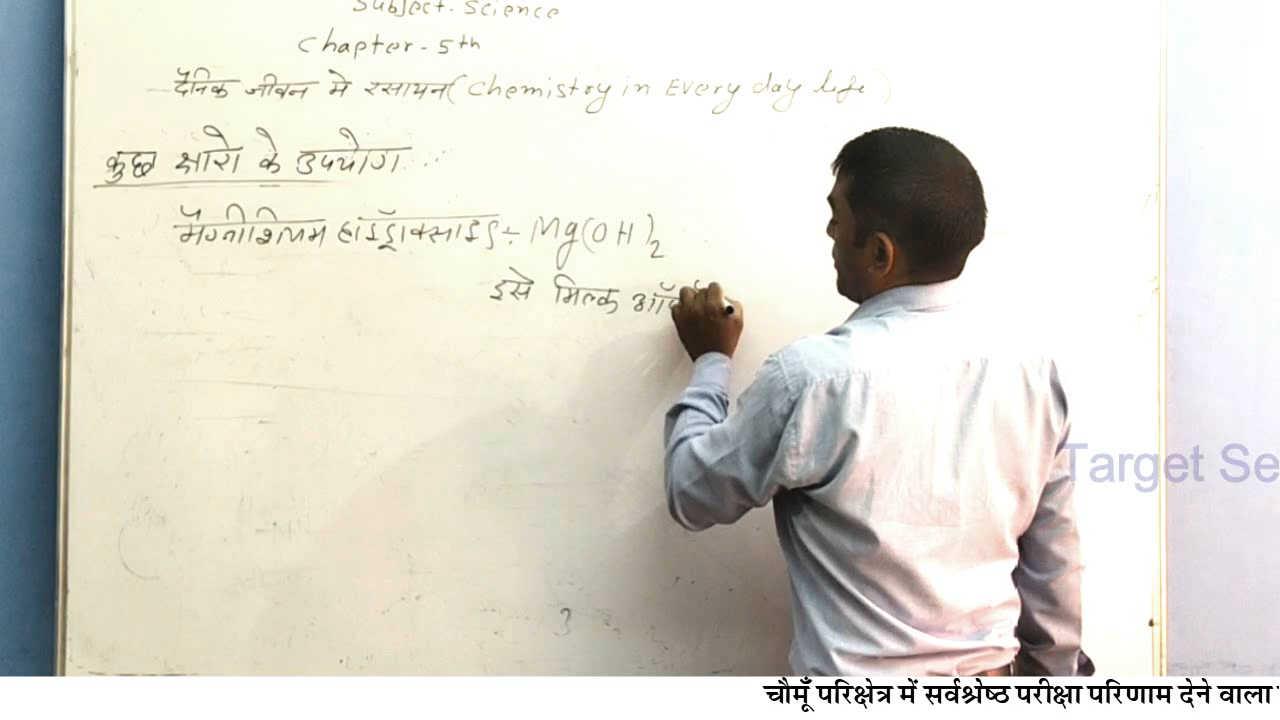 Subject. Science
Chapter - 5th
दैनिक जीवन मे रसायन ( Chemistry in Every day life )
कुछ क्षारो के उपयोग
मैग्नीशियम हाइड्रॉक्साइड :- Mg(OH)2
इसे मिल्क ऑफ
Target Se
चौमूँ परिक्षेत्र में सर्वश्रेष्ठ परीक्षा परिणाम देने वाला